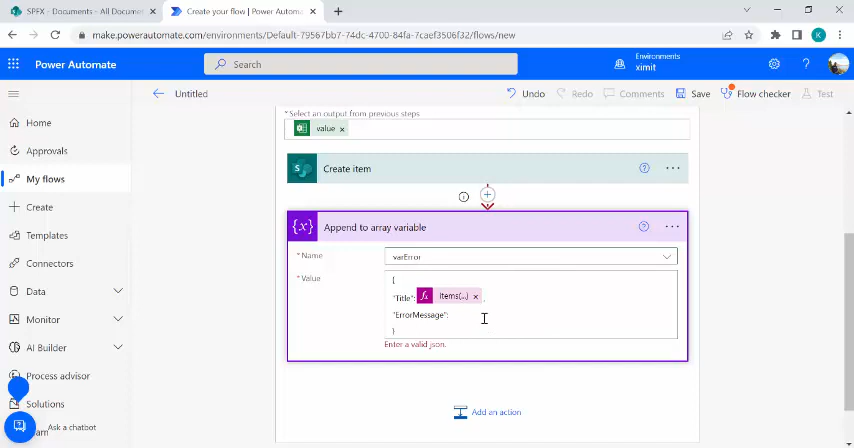 SPFX – Documents – All Documen
Create your flow | Power Automat
make.powerautomate.com/environments/Default-79567bb7-74dc-4700-84fa-7caef3506f32/flows/new
K
Power Automate
Search
Environments
ximit
Untitled
Undo
Redo
Comments
Save
Flow checker
Test
Home
Approvals
My flows
Create
Templates
Connectors
Data
Monitor
AI Builder
Process advisor
Solutions
Ask a chatbot
* Select an output from previous steps
value
Create item
Append to array variable
* Name
varError
* Value
{
"Title": fx items(...) ,
"ErrorMessage":
}
Enter a valid json.
Add an action